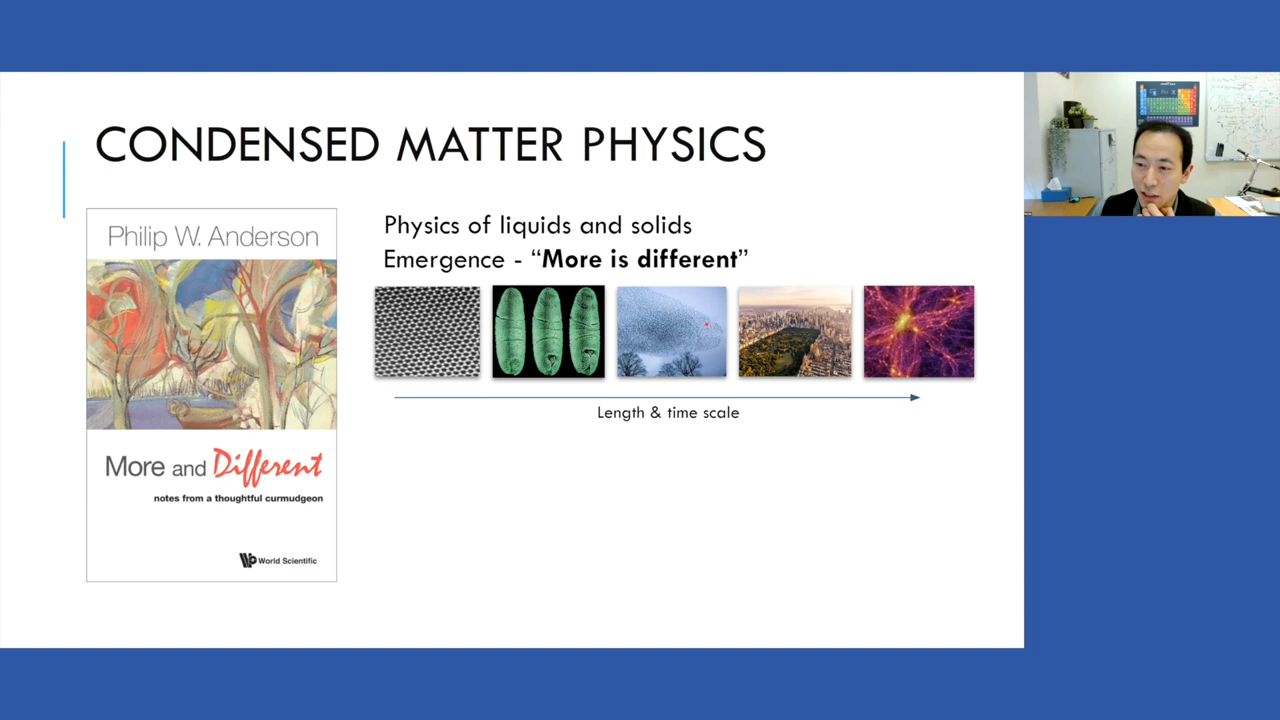 CONDENSED MATTER PHYSICS
Philip W. Anderson
More and Different
notes from a thoughtful curmudgeon
World Scientific
Physics of liquids and solids
Emergence - “More is different”
Length & time scale